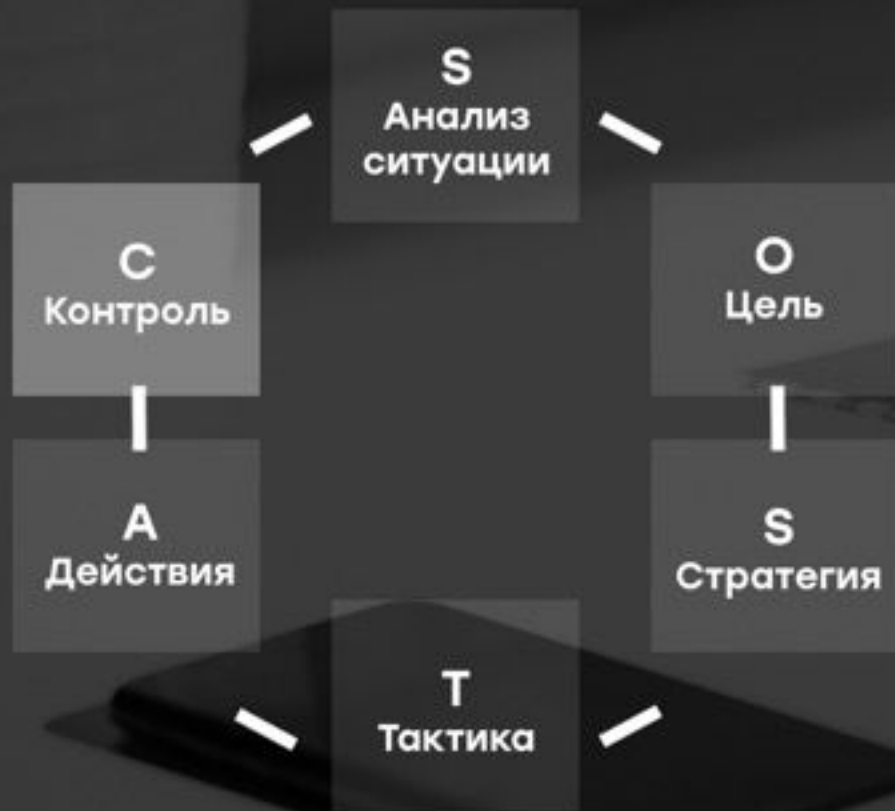 S
Анализ
ситуации
O
Цель
S
Стратегия
T
Тактика
A
Действия
C
Контроль